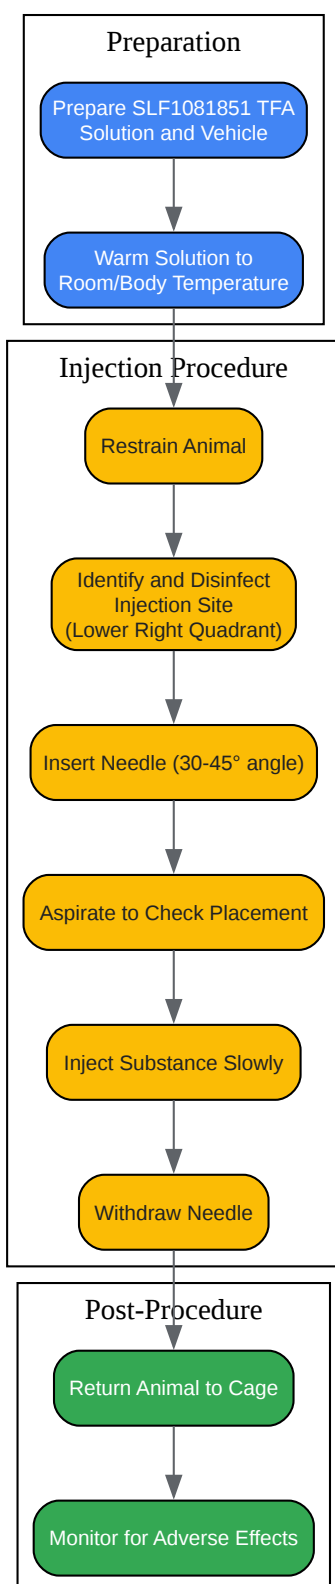 Preparation
Prepare SLF1081851 TFA
Solution and Vehicle
Warm Solution to
Room/Body Temperature
Injection Procedure
Restrain Animal
Identify and Disinfect
Injection Site
(Lower Right Quadrant)
Insert Needle (30-45° angle)
Aspirate to Check Placement
Inject Substance Slowly
Withdraw Needle
Post-Procedure
Return Animal to Cage
Monitor for Adverse Effects